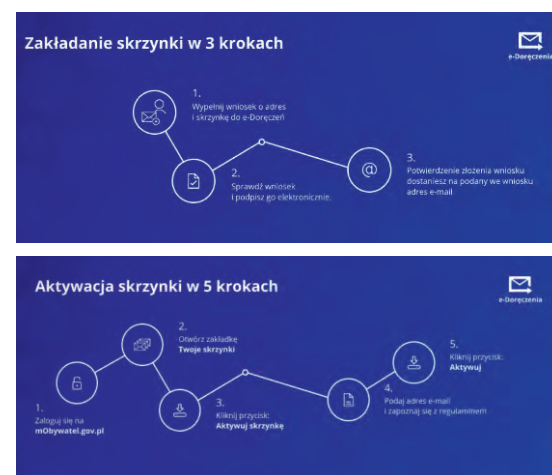 Zakładanie skrzynki w 3 krokach
e-Doręczenia
1.
Wypełnij wniosek o adres
i skrzynkę do e-Doręczeń
2.
Sprawdź wniosek
i podpisz go elektronicznie.
@
3.
Potwierdzenie złożenia wniosku
dostaniesz na podany we wniosku
adres e-mail
Aktywacja skrzynki w 5 krokach
e-Doręczenia
1.
Zaloguj się na
mObywatel.gov.pl
2.
Otwórz zakładkę
Twoje skrzynki
3.
Kliknij przycisk:
Aktywuj skrzynkę
4.
Podaj adres e-mail
i zapoznaj się z regulaminem
5.
Kliknij przycisk:
Aktywuj